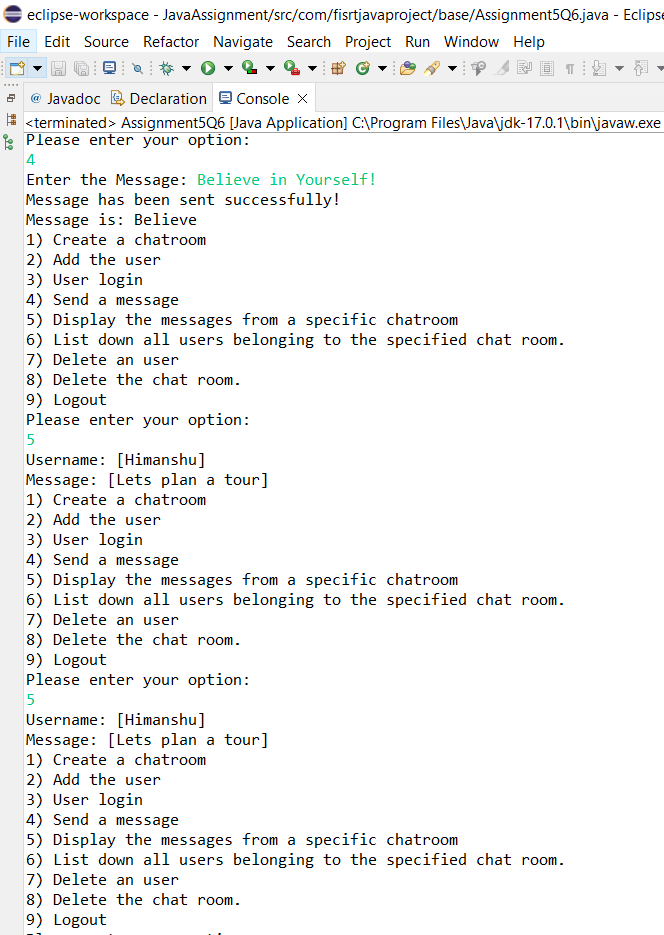 eclipse-workspace - JavaAssignment/src/com/fisrtjavaproject/base/Assignment5Q6.java - Eclipse
File Edit Source Refactor Navigate Search Project Run Window Help
@ Javadoc Declaration Console
<terminated> Assignment5Q6 [Java Application] C:\Program Files\Java\jdk-17.0.1\bin\javaw.exe
Please enter your option:
4
Enter the Message: Believe in Yourself!
Message has been sent successfully!
Message is: Believe
1) Create a chatroom
2) Add the user
3) User login
4) Send a message
5) Display the messages from a specific chatroom
6) List down all users belonging to the specified chat room.
7) Delete an user
8) Delete the chat room.
9) Logout
Please enter your option:
5
Username: [Himanshu]
Message: [Lets plan a tour]
1) Create a chatroom
2) Add the user
3) User login
4) Send a message
5) Display the messages from a specific chatroom
6) List down all users belonging to the specified chat room.
7) Delete an user
8) Delete the chat room.
9) Logout
Please enter your option:
5
Username: [Himanshu]
Message: [Lets plan a tour]
1) Create a chatroom
2) Add the user
3) User login
4) Send a message
5) Display the messages from a specific chatroom
6) List down all users belonging to the specified chat room.
7) Delete an user
8) Delete the chat room.
9) Logout